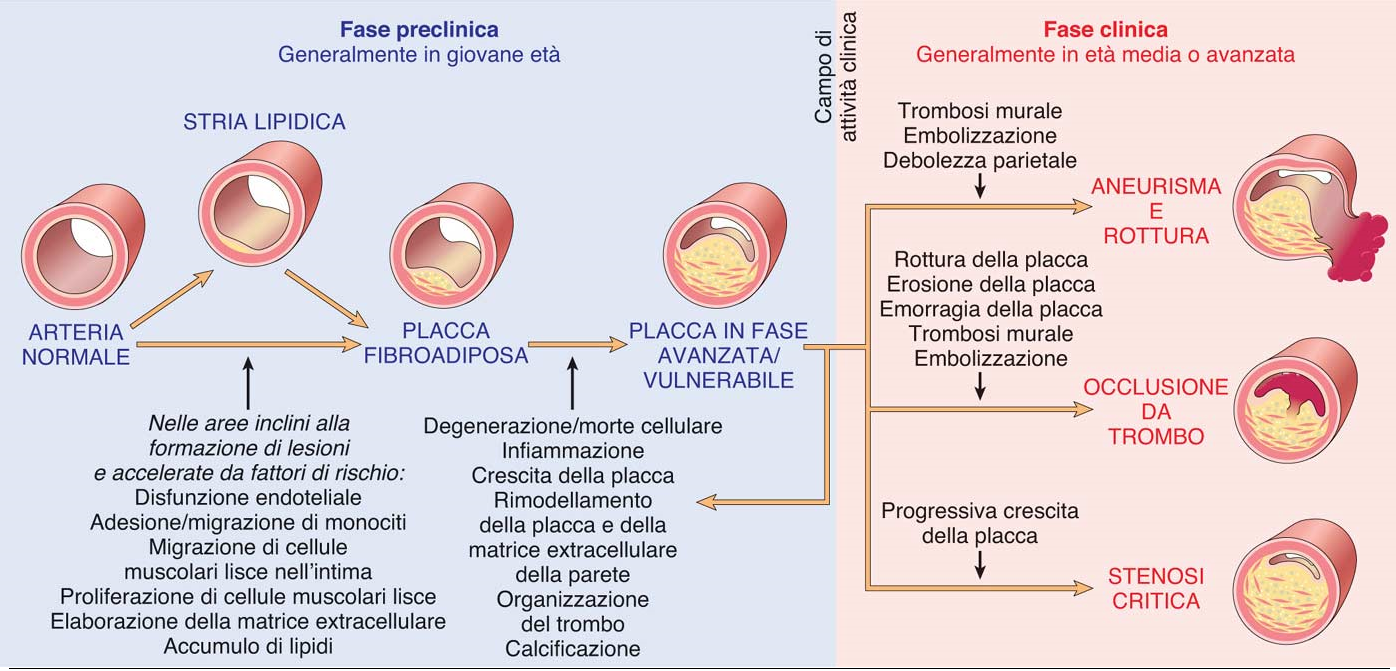 Fase preclinica
Generalmente in giovane età
STRIA LIPIDICA
ARTERIA
NORMALE
PLACCA
FIBROADIPOSA
PLACCA IN FASE
AVANZATA/
VULNERABILE
Nelle aree inclini alla
formazione di lesioni
e accelerate da fattori di rischio:
Disfunzione endoteliale
Adesione/migrazione di monociti
Migrazione di cellule
muscolari lisce nell'intima
Proliferazione di cellule muscolari lisce
Elaborazione della matrice extracellulare
Accumulo di lipidi
Degenerazione/morte cellulare
Infiammazione
Crescita della placca
Rimodellamento
della placca e della
matrice extracellulare
della parete
Organizzazione
del trombo
Calcificazione
Campo di
attività clinica
Fase clinica
Generalmente in età media o avanzata
Trombosi murale
Embolizzazione
Debolezza parietale
ANEURISMA
E
ROTTURA
Rottura della placca
Erosione della placca
Emorragia della placca
Trombosi murale
Embolizzazione
OCCLUSIONE
DA
TROMBO
Progressiva crescita
della placca
STENOSI
CRITICA